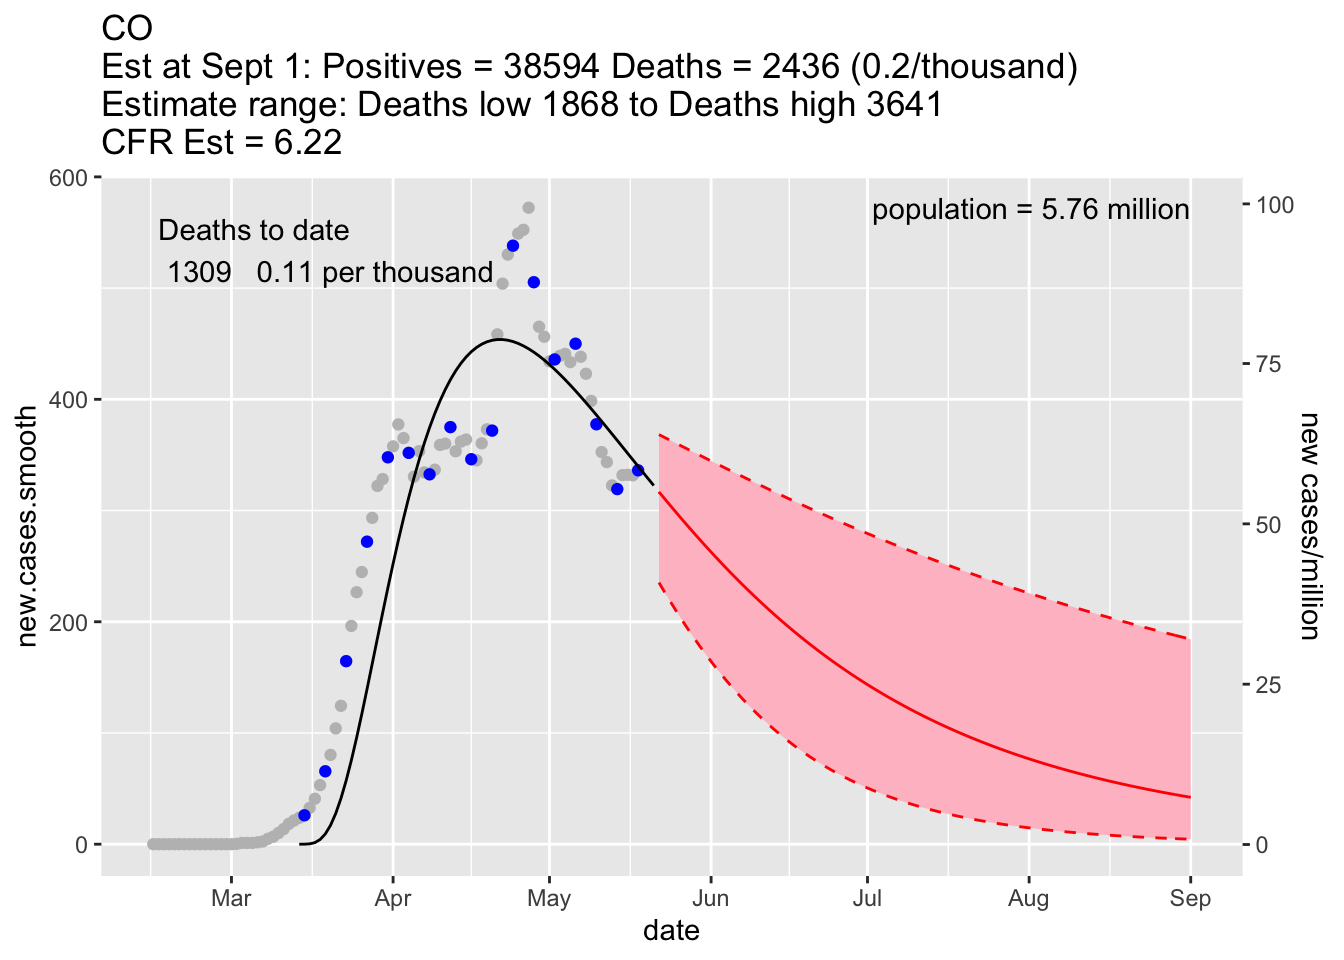 CO
Est at Sept 1: Positives = 38594 Deaths = 2436 (0.2/thousand)
Estimate range: Deaths low 1868 to Deaths high 3641
CFR Est = 6.22
600
400
200
0
new.cases.smooth
Deaths to date
1309 0.11 per thousand
population = 5.76 million
100
75
50
25
0
new cases/million
Mar Apr May Jun Jul Aug Sep
date